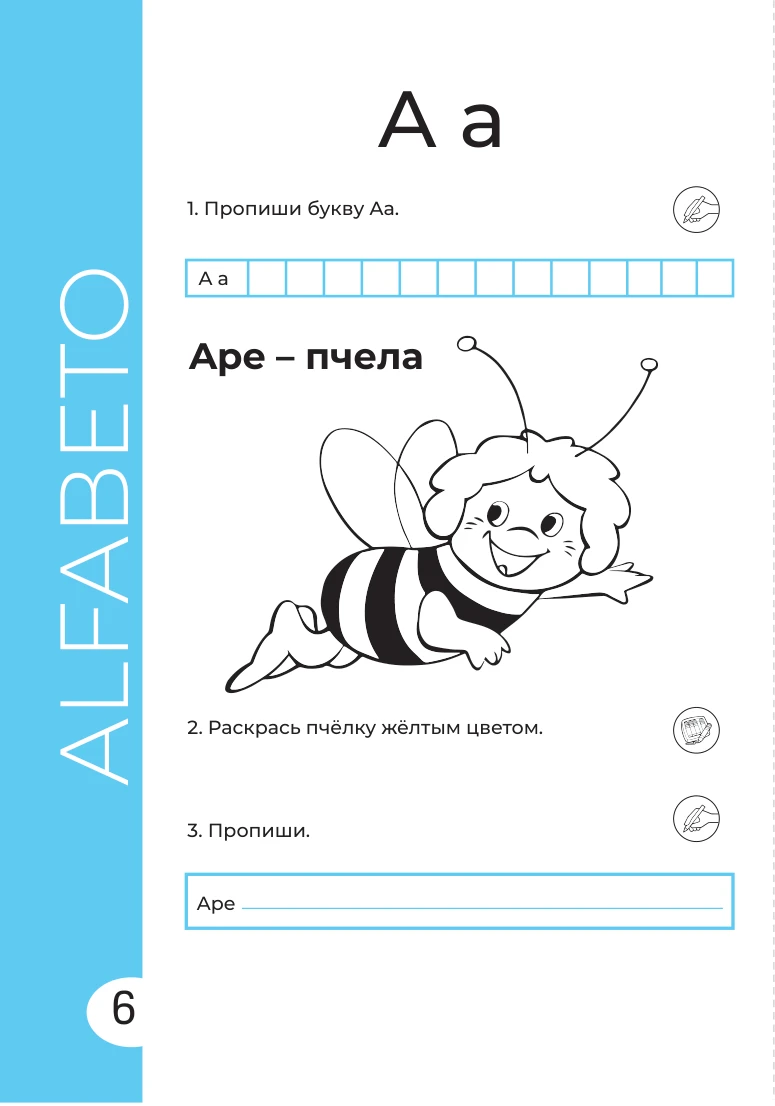 ALFABETO
A a
1. Пропиши букву Аа.
A a
Ape – пчела
2. Раскрась пчёлку жёлтым цветом.
3. Пропиши.
Ape
6